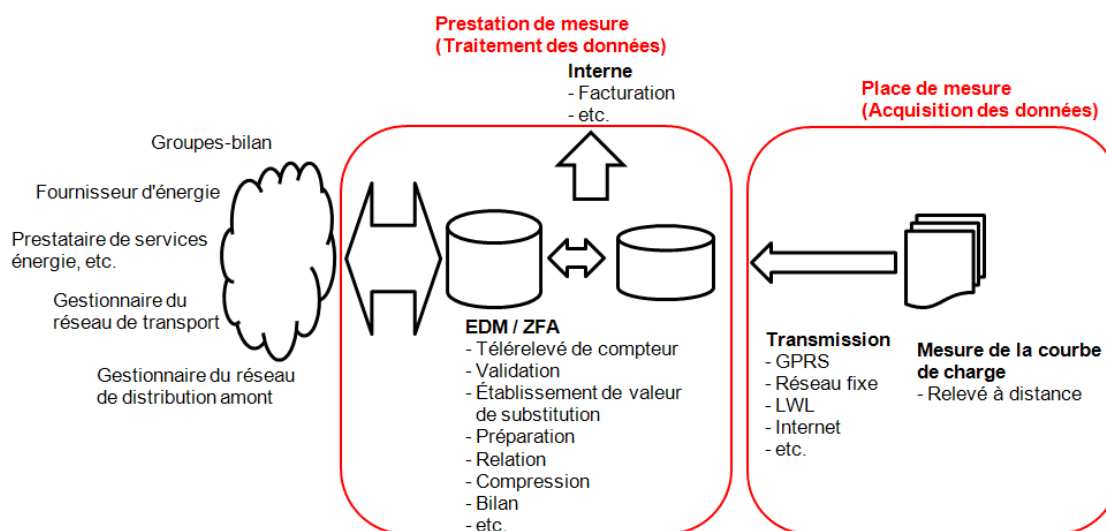 Prestation de mesure
(Traitement des données)
Interne
- Facturation
- etc.
Place de mesure
(Acquisition des données)
Groupes-bilan
Fournisseur d'énergie
Prestataire de services
énergie, etc.
Gestionnaire du
réseau de transport
Gestionnaire du réseau
de distribution amont
EDM / ZFA
- Télérelevé de compteur
- Validation
- Établissement de valeur
de substitution
- Préparation
- Relation
- Compression
- Bilan
- etc.
Transmission
- GPRS
- Réseau fixe
- LWL
- Internet
- etc.
Mesure de la courbe
de charge
- Relevé à distance